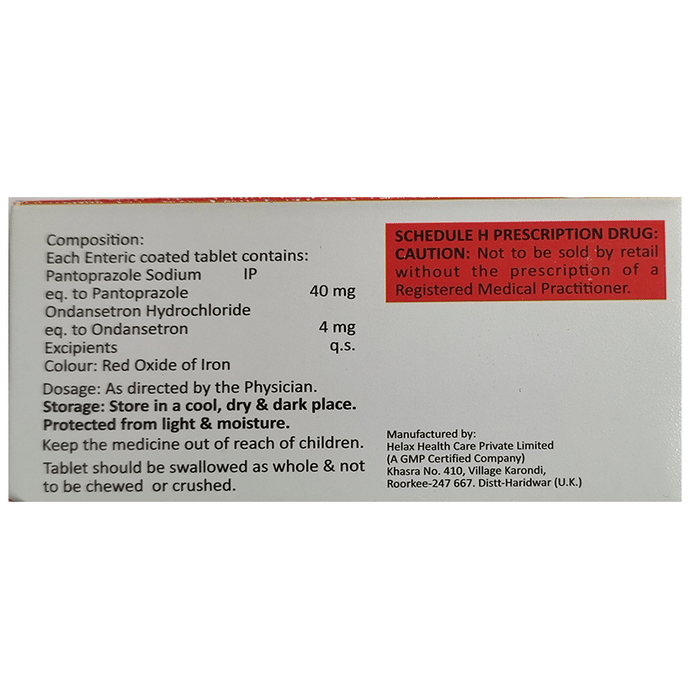 Composition:
Each Enteric coated tablet contains:
Pantoprazole Sodium IP
eq. to Pantoprazole 40 mg
Ondansetron Hydrochloride
eq. to Ondansetron 4 mg
Excipients q.s.
Colour: Red Oxide of Iron
Dosage: As directed by the Physician.
Storage: Store in a cool, dry & dark place.
Protected from light & moisture.
Keep the medicine out of reach of children.
Tablet should be swallowed as whole & not
to be chewed or crushed.
SCHEDULE H PRESCRIPTION DRUG:
CAUTION: Not to be sold by retail
without the prescription of a
Registered Medical Practitioner.
Manufactured by:
Helax Health Care Private Limited
(A GMP Certified Company)
Khasra No. 410, Village Karondi,
Roorkee-247 667. Distt-Haridwar (U.K.)